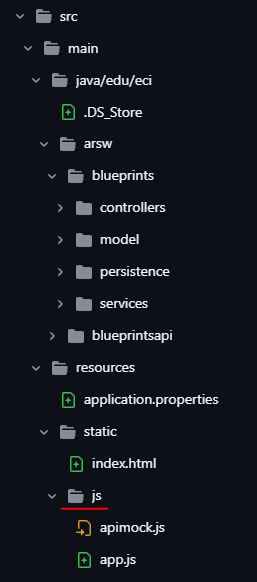 src
main
java/edu/eci
.DS_Store
arsw
blueprints
controllers
model
persistence
services
blueprintsapi
resources
application.properties
static
index.html
js
apimock.js
app.js